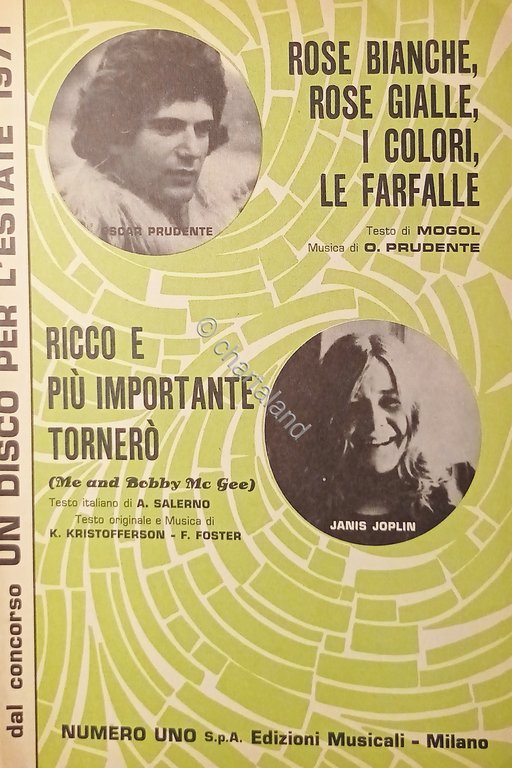 dal concorso UN DISCO PER L'ESTATE 1971
ROSE BIANCHE,
ROSE GIALLE,
I COLORI,
LE FARFALLE
Testo di MOGOL
Musica di O. PRUDENTE
OSCAR PRUDENTE
RICCO E
PIÙ IMPORTANTE
TORNERÒ
(Me and Bobby Mc Gee)
Testo italiano di A. SALERNO
Testo originale e Musica di
K. KRISTOFFERSON - F. FOSTER
JANIS JOPLIN
© chartaland
NUMERO UNO S.p.A. Edizioni Musicali - Milano